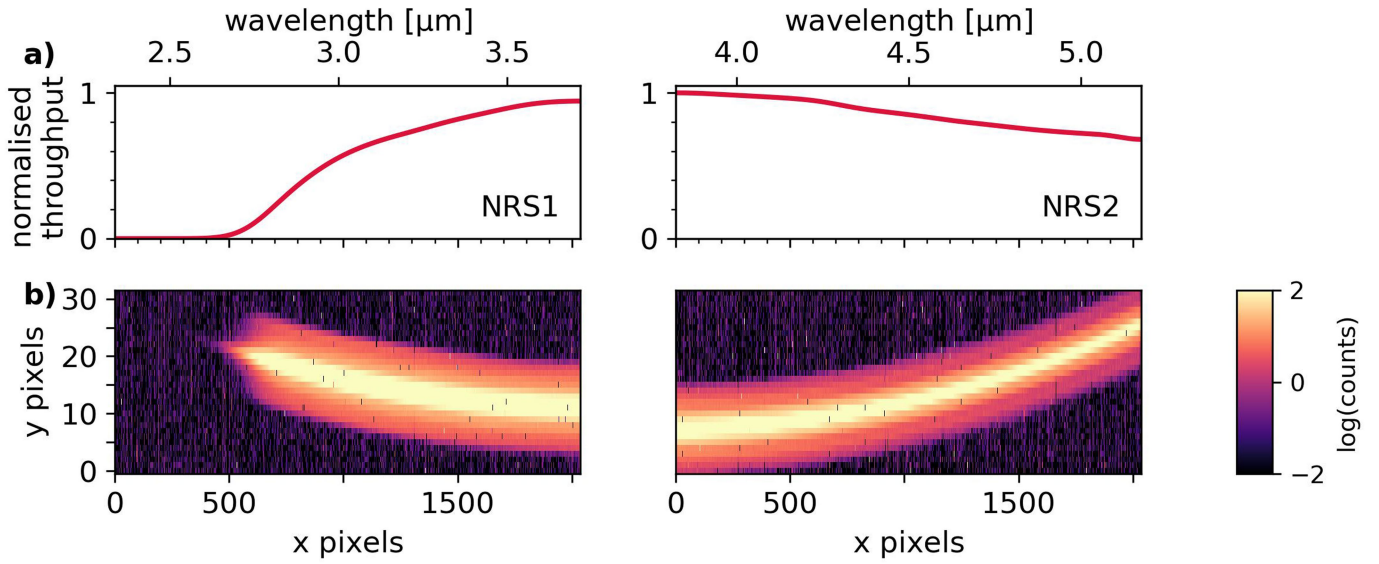 wavelength [µm]
wavelength [µm]
a)
2.5 3.0 3.5
4.0 4.5 5.0
normalised
throughput
1
0
NRS1
1
0
NRS2
b)
y pixels
30
20
10
0
0 500 1500
x pixels
0 500 1500
x pixels
2
0
−2
log(counts)